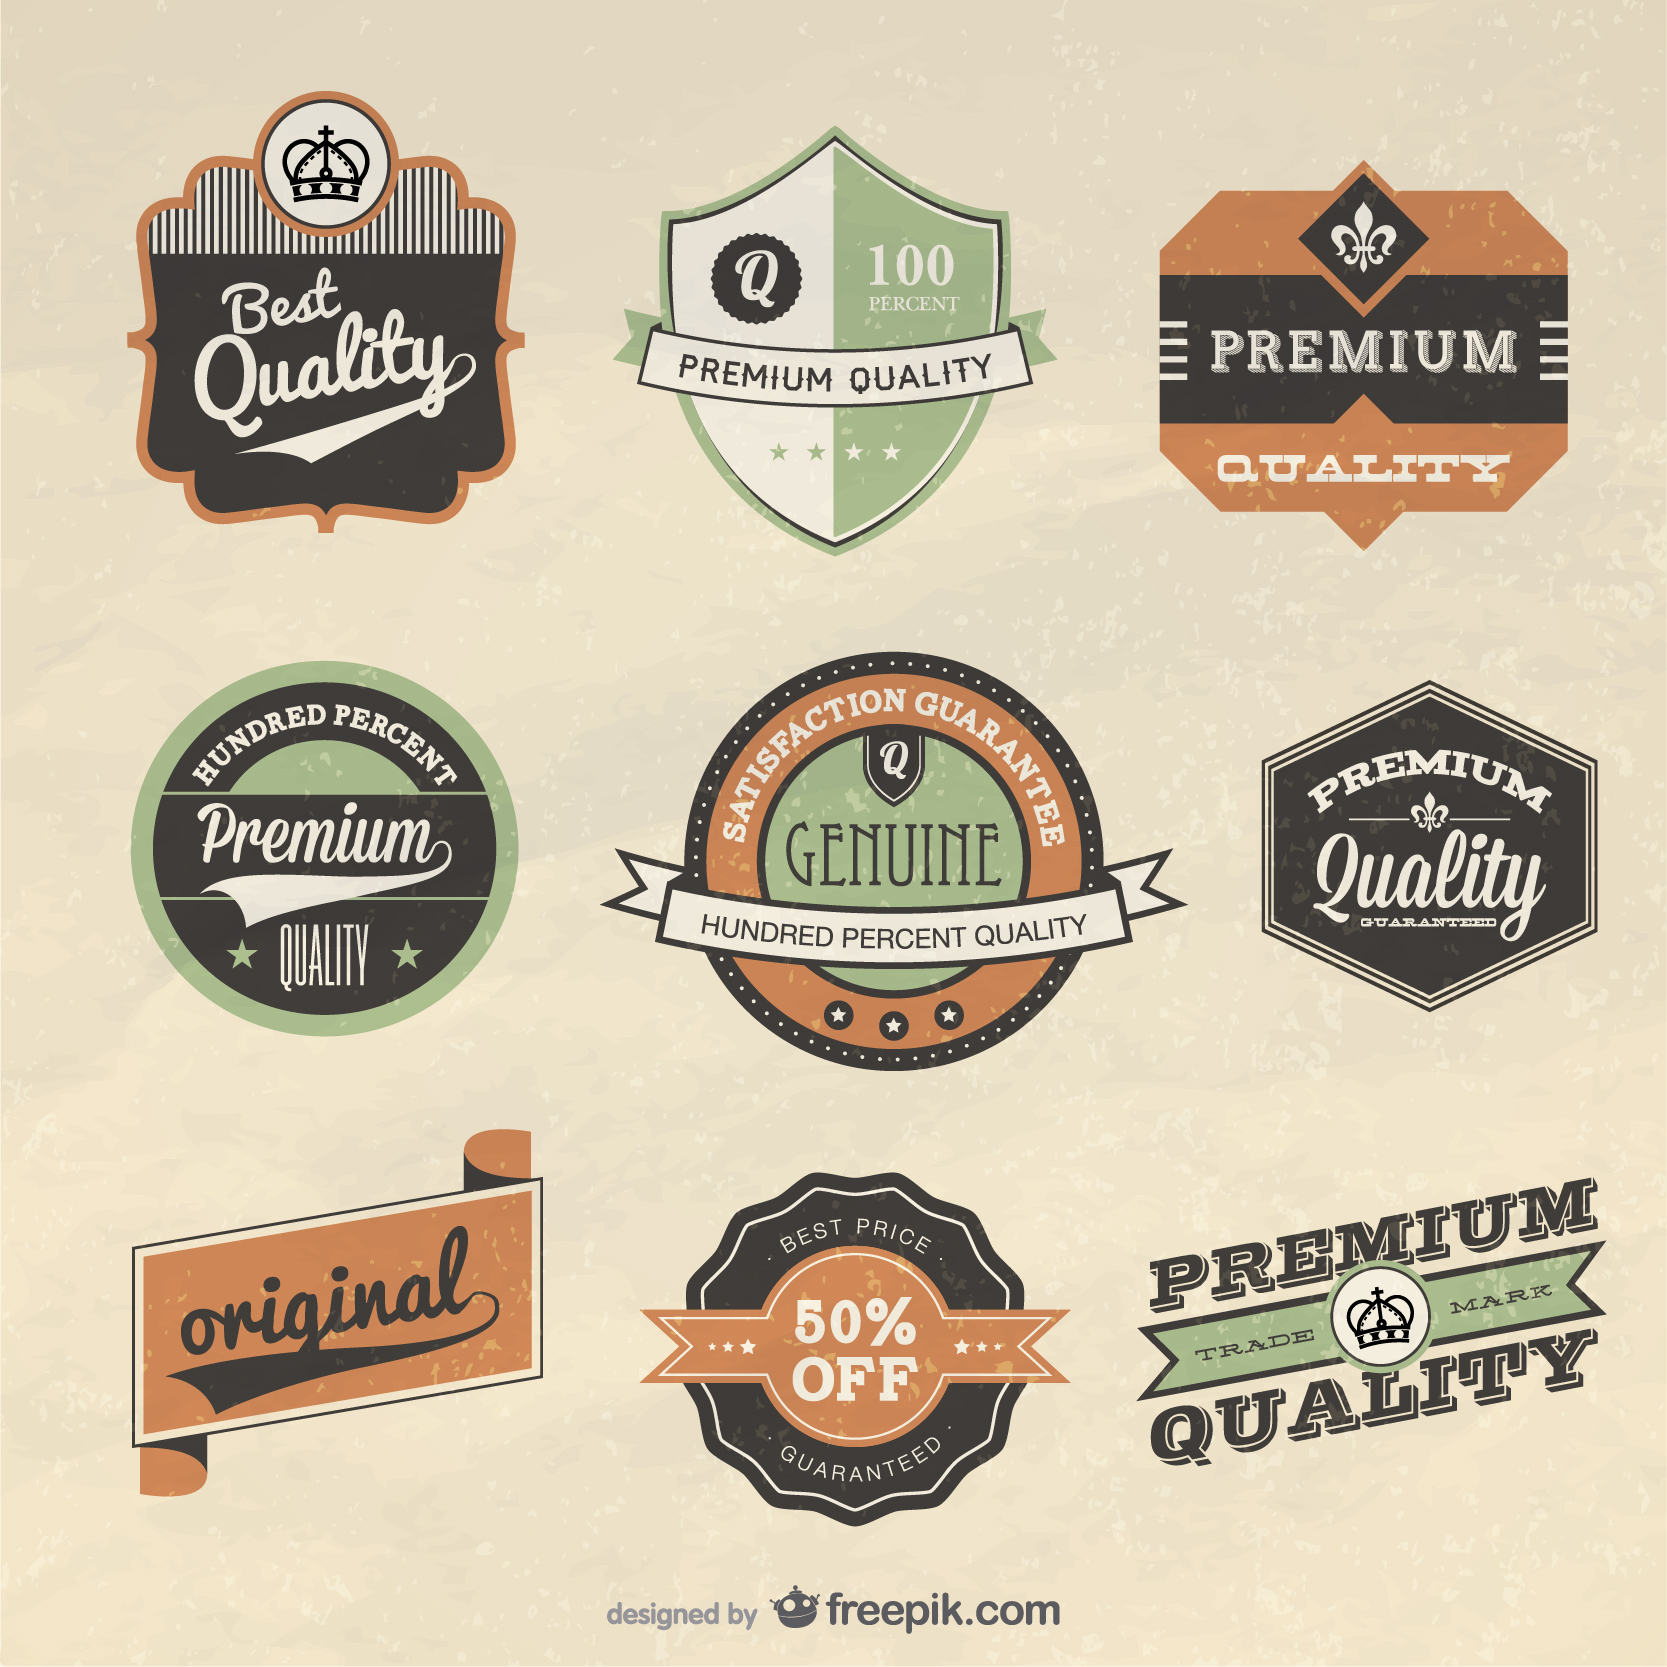 Best
Quality
Q
100
PERCENT
PREMIUM QUALITY
PREMIUM
QUALITY
HUNDRED PERCENT
Premium
QUALITY
SATISFACTION GUARANTEE
Q
GENUINE
HUNDRED PERCENT QUALITY
PREMIUM
Quality
GUARANTEED
original
BEST PRICE
50%
OFF
GUARANTEED
PREMIUM
TRADE MARK
QUALITY
designed by freepik.com